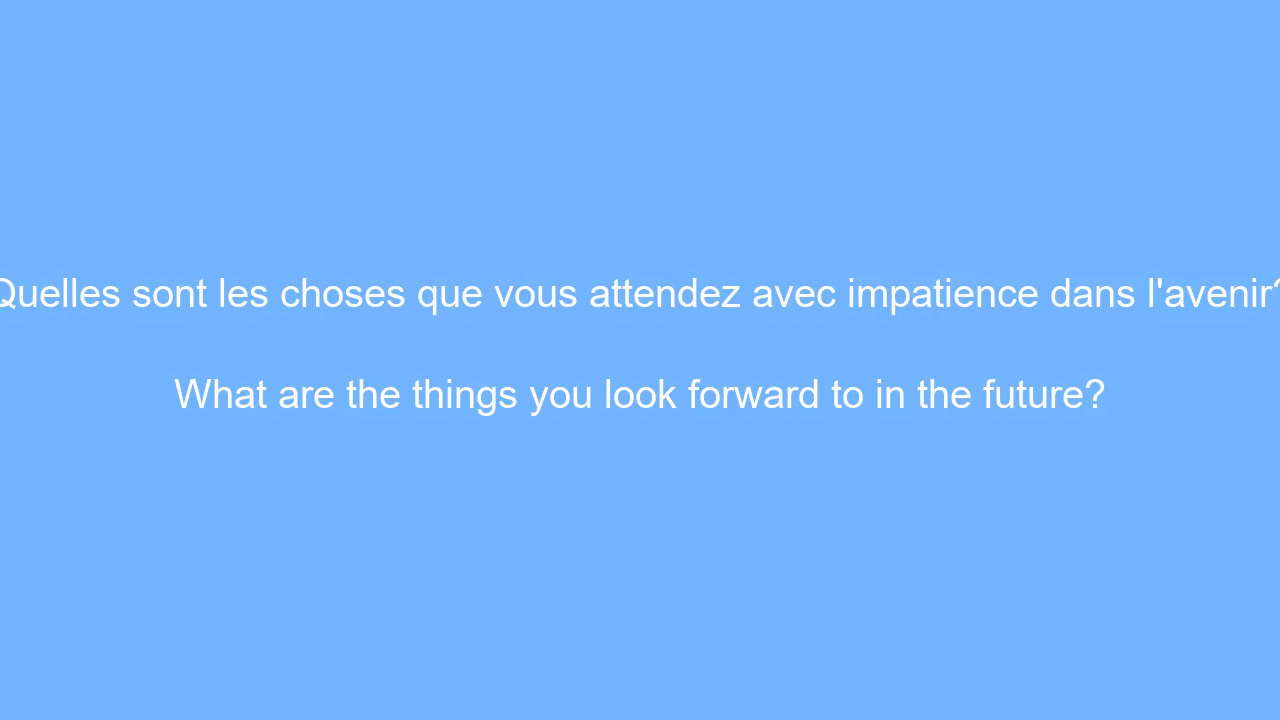 Quelles sont les choses que vous attendez avec impatience dans l'avenir?
What are the things you look forward to in the future?